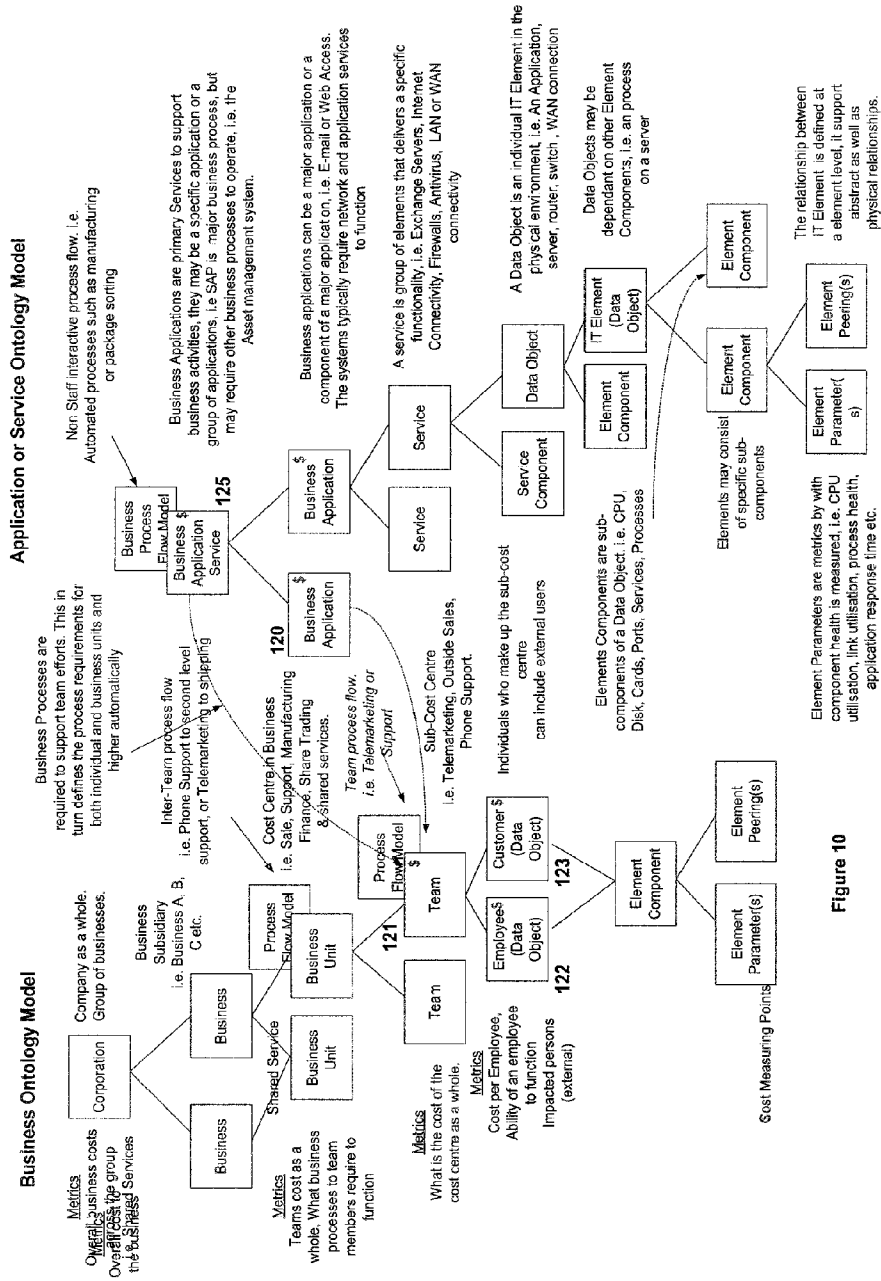 Business Ontology Model
Application or Service Ontology Model
Metrics
Overall business costs
across the group
Metrics
Overall cost to
i.e. Shared Services
the business
Corporation
Company as a whole.
Group of businesses.
Business
Business
Business
Subsidiary
i.e. Business A, B,
C etc.
Shared Service
Metrics
Teams cost as a
whole, What business
processes to team
members require to
function
Business
Unit
Business
Unit
Process
Flow Model
Cost Centre in Business
i.e. Sale, Support, Manufacturing
Finance, Share Trading
& shared services.
Inter-Team process flow
i.e. Phone Support to second level
support, or Telemarketing to shipping
Business Processes are
required to support team efforts. This in
turn defines the process requirements for
both individual and business units and
higher automatically
Metrics
What is the cost of the
cost centre as a whole.
Team
121
Process
Flow Model
$
Team
Team process flow,
i.e. Telemarketing or
Support
Sub-Cost Centre
i.e. Telemarketing, Outside Sales,
Phone Support.
Metrics
Cost per Employee,
Ability of an employee
to function
Impacted persons
(external)
Employee$
(Data
Object)
122
Customer $
(Data
Object)
123
Individuals who make up the sub-cost
centre
can include external users
Element
Component
Cost Measuring Points
Element
Parameter(s)
Element
Peering(s)
Business
Process
Flow Model
Business $
Application
Service
125
Non Staff interactive process flow. i.e.
Automated processes such as manufacturing
or package sorting
Business Applications are primary Services to support
business activities, they may be a specific application or a
group of applications, i.e SAP is major business process, but
may require other business processes to operate, i.e. the
Asset management system.
120
$
Business
Application
$
Business
Application
Business applications can be a major application or a
component of a major application, i.e. E-mail or Web Access.
The systems typically require network and application services
to function
Service
Service
A service is group of elements that delivers a specific
functionality, i.e. Exchange Servers, Internet
Connectivity, Firewalls, Antivirus, LAN or WAN
connectivity
Service
Component
Data Object
A Data Object is an individual IT Element in the
physical environment, i.e. An Application,
server, router, switch , WAN connection
Elements Components are sub-
components of a Data Object. i.e. CPU,
Disk, Cards, Ports, Services, Processes
Element
Component
IT Element
(Data
Object)
Data Objects may be
dependant on other Element
Components, i.e. an process
on a server
Elements may consist
of specific sub-
components
Element
Component
Element
Component
Element Parameters are metrics by with
component health is measured, i.e. CPU
utilisation, link utilisation, process health,
application response time etc.
Element
Parameter(
s)
Element
Peering(s)
The relationship between
IT Element is defined at
a element level, it support
abstract as well as
physical relationships.
Figure 10